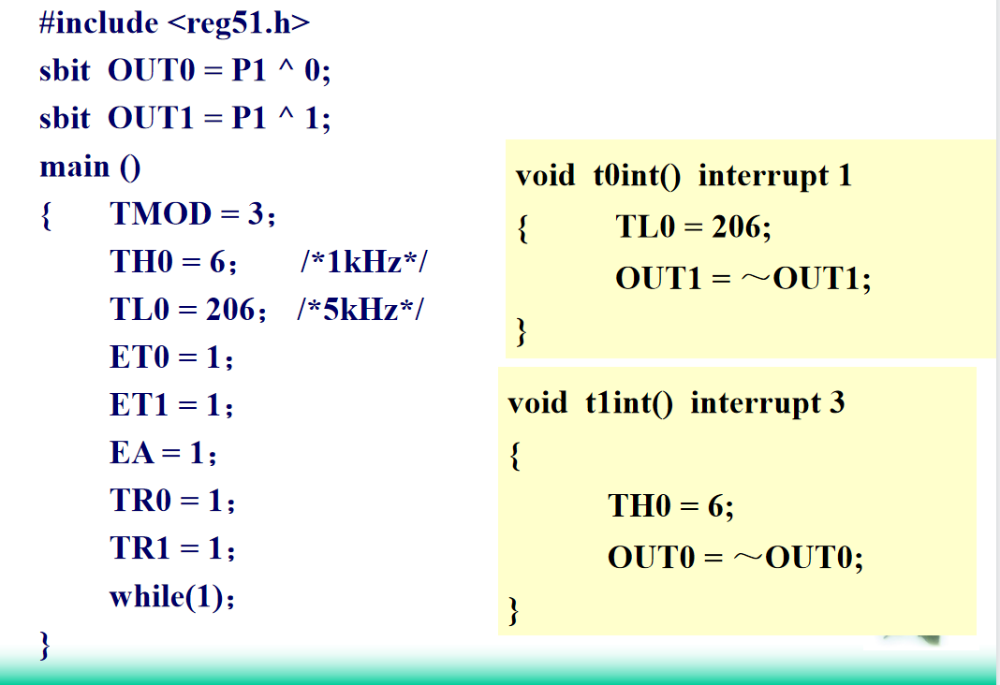 #include <reg51.h>
sbit OUT0 = P1 ^ 0;
sbit OUT1 = P1 ^ 1;
main ()
{ TMOD = 3；
TH0 = 6； /*1kHz*/
TL0 = 206； /*5kHz*/
ET0 = 1；
ET1 = 1；
EA = 1；
TR0 = 1；
TR1 = 1；
while(1)；
}
void t0int() interrupt 1
{ TL0 = 206;
OUT1 = ～OUT1;
}
void t1int() interrupt 3
{
TH0 = 6;
OUT0 = ～OUT0;
}